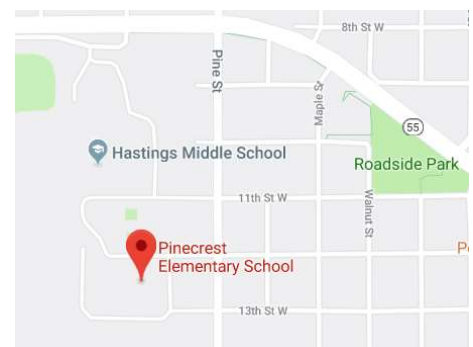 8th St W
Pine St
Maple St
55
Hastings Middle School
Roadside Park
11th St W
Walnut St
Pinecrest
Elementary School
13th St W